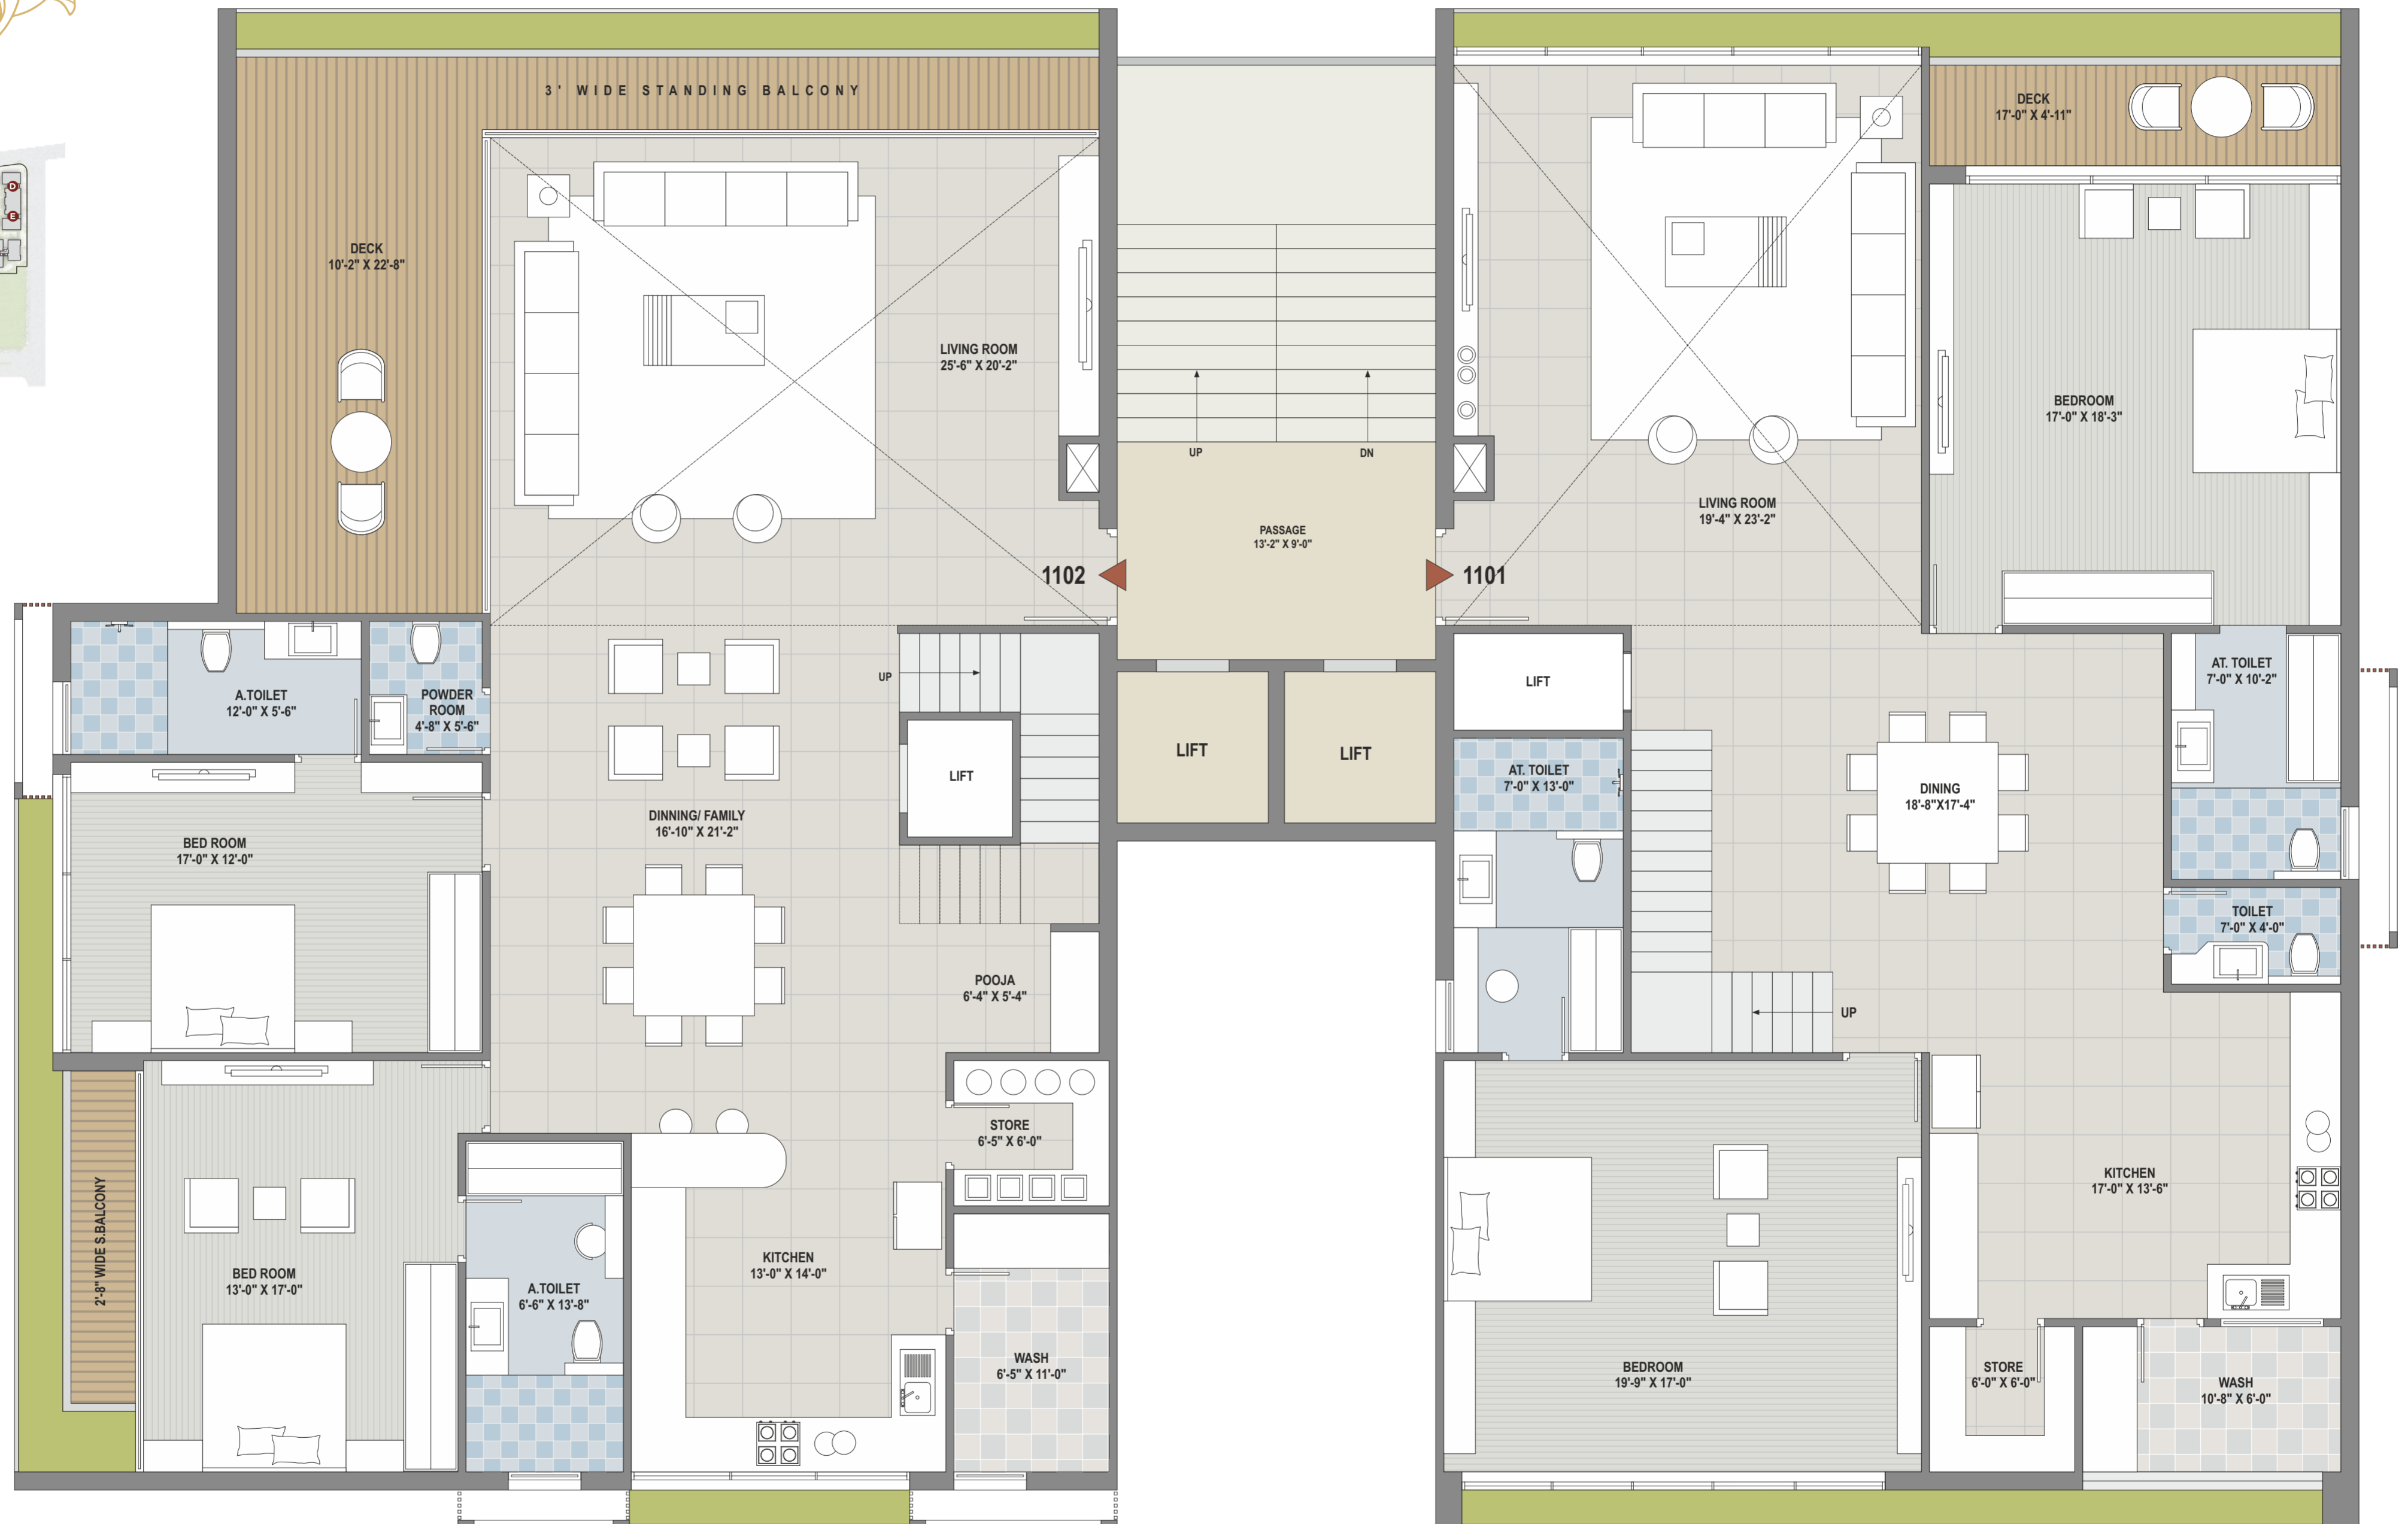 D
E
3' WIDE STANDING BALCONY
DECK
10'-2" X 22'-8"
LIVING ROOM
25'-6" X 20'-2"
1102
A.TOILET
12'-0" X 5'-6"
POWDER
ROOM
4'-8" X 5'-6"
UP
LIFT
DINNING/ FAMILY
16'-10" X 21'-2"
BED ROOM
17'-0" X 12'-0"
POOJA
6'-4" X 5'-4"
STORE
6'-5" X 6'-0"
2'-8" WIDE S.BALCONY
BED ROOM
13'-0" X 17'-0"
A.TOILET
6'-6" X 13'-8"
KITCHEN
13'-0" X 14'-0"
WASH
6'-5" X 11'-0"
UP
DN
PASSAGE
13'-2" X 9'-0"
LIFT
LIFT
DECK
17'-0" X 4'-11"
BEDROOM
17'-0" X 18'-3"
LIVING ROOM
19'-4" X 23'-2"
1101
LIFT
AT. TOILET
7'-0" X 10'-2"
AT. TOILET
7'-0" X 13'-0"
DINING
18'-8"X17'-4"
TOILET
7'-0" X 4'-0"
UP
KITCHEN
17'-0" X 13'-6"
BEDROOM
19'-9" X 17'-0"
STORE
6'-0" X 6'-0"
WASH
10'-8" X 6'-0"